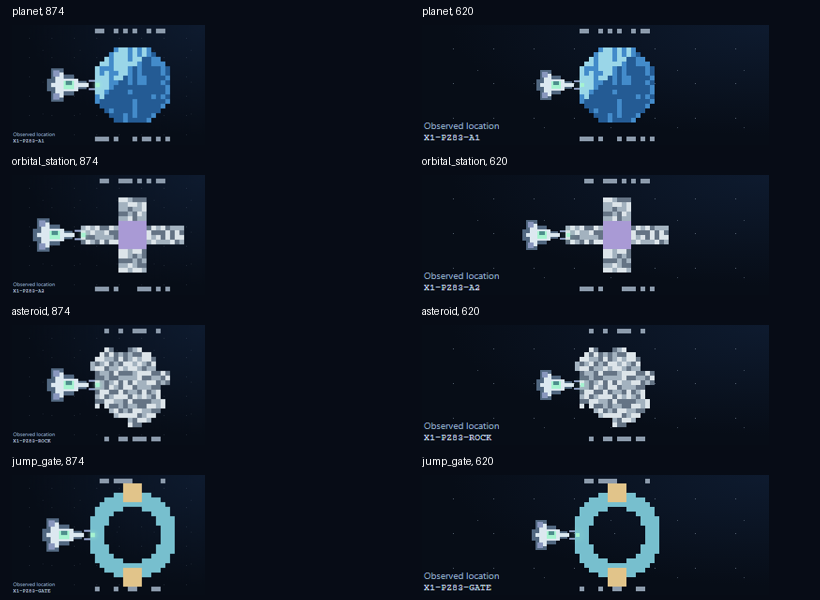 planet, 874
planet, 620
Observed location
X1-PZ83-A1
Observed location
X1-PZ83-A1
orbital_station, 874
orbital_station, 620
Observed location
X1-PZ83-A2
Observed location
X1-PZ83-A2
asteroid, 874
asteroid, 620
Observed location
X1-PZ83-ROCK
Observed location
X1-PZ83-ROCK
jump_gate, 874
jump_gate, 620
Observed location
X1-PZ83-GATE
Observed location
X1-PZ83-GATE